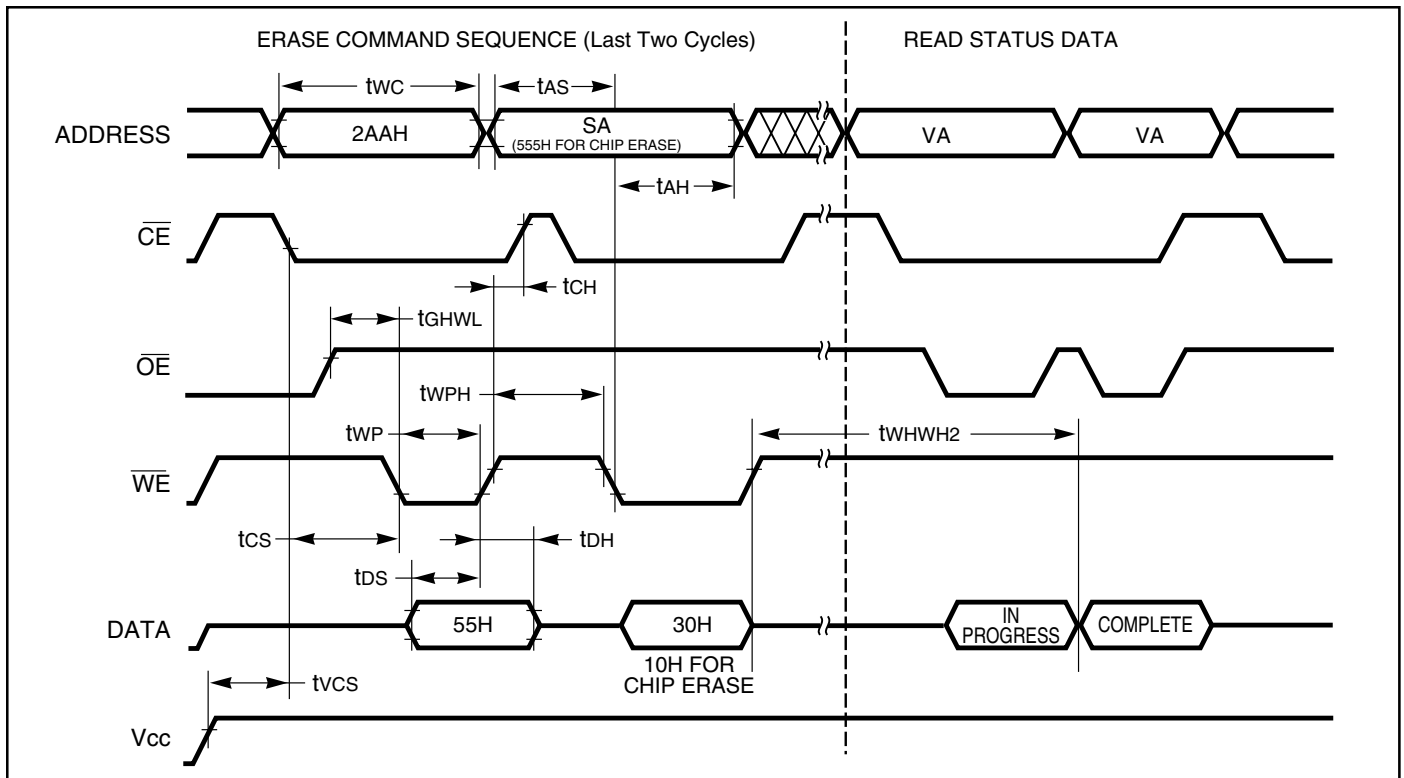 ERASE COMMAND SEQUENCE (Last Two Cycles)
READ STATUS DATA
tWC
tAS
ADDRESS
2AAH
SA
(555H FOR CHIP ERASE)
VA
VA
tAH
CE
tCH
tGHWL
OE
tWPH
tWP
tWHWH2
WE
tCS
tDH
tDS
DATA
55H
30H
IN
PROGRESS
COMPLETE
10H FOR
CHIP ERASE
tVCS
Vcc